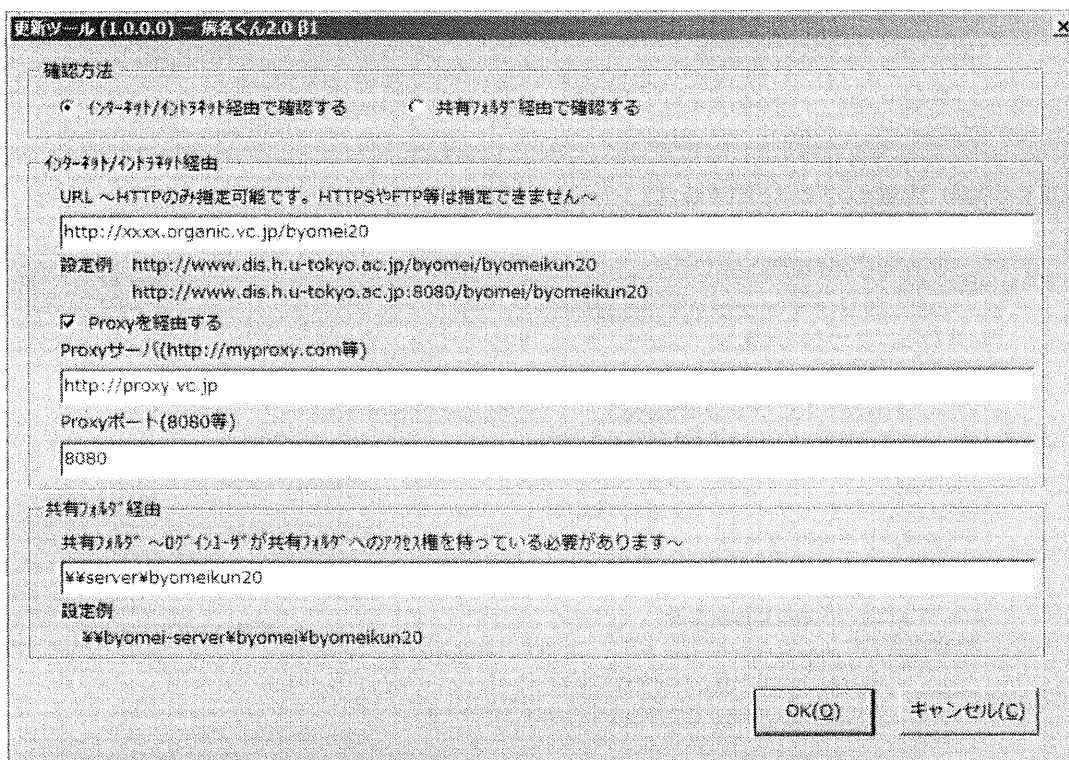 更新ツール (1.0.0.0) － 病名くん2.0 β1
確認方法
ｲﾝﾀｰﾈｯﾄ/ｲﾝﾄﾗﾈｯﾄ経由で確認する
共有ﾌｫﾙﾀﾞ経由で確認する
ｲﾝﾀｰﾈｯﾄ/ｲﾝﾄﾗﾈｯﾄ経由
URL ～HTTPのみ指定可能です。HTTPSやFTP等は指定できません～
http://xxxx.organic.vc.jp/byomei20
設定例 http://www.dis.h.u-tokyo.ac.jp/byomei/byomeikun20
http://www.dis.h.u-tokyo.ac.jp:8080/byomei/byomeikun20
Proxyを経由する
Proxyサーバ(http://myproxy.com等)
http://proxy.vc.jp
Proxyポート(8080等)
8080
共有ﾌｫﾙﾀﾞ経由
共有ﾌｫﾙﾀﾞ ～ﾛｸﾞｲﾝﾕｰｻﾞが共有ﾌｫﾙﾀﾞへのｱｸｾｽ権を持っている必要があります～
¥¥server¥byomeikun20
設定例
¥¥byomei-server¥byomei¥byomeikun20
OK(O)
キャンセル(C)